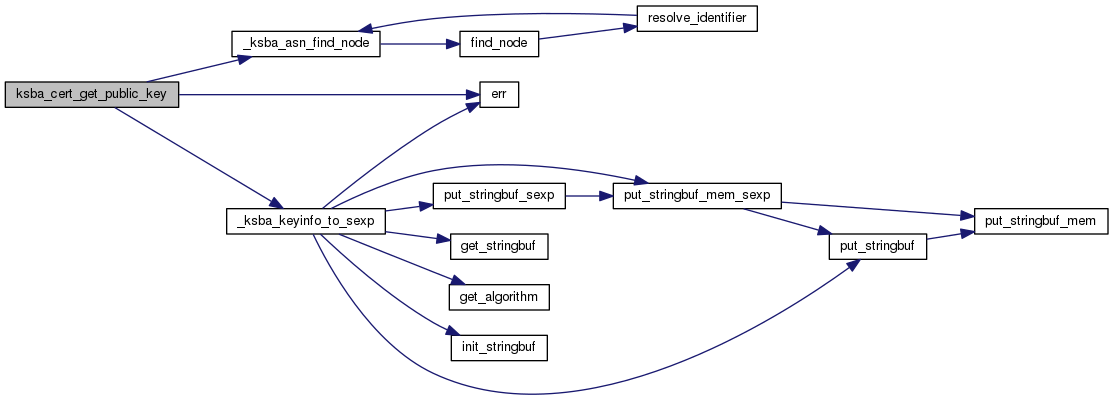 resolve_identifier
_ksba_asn_find_node
find_node
ksba_cert_get_public_key
err
put_stringbuf_sexp
put_stringbuf_mem_sexp
_ksba_keyinfo_to_sexp
put_stringbuf_mem
get_stringbuf
put_stringbuf
get_algorithm
init_stringbuf